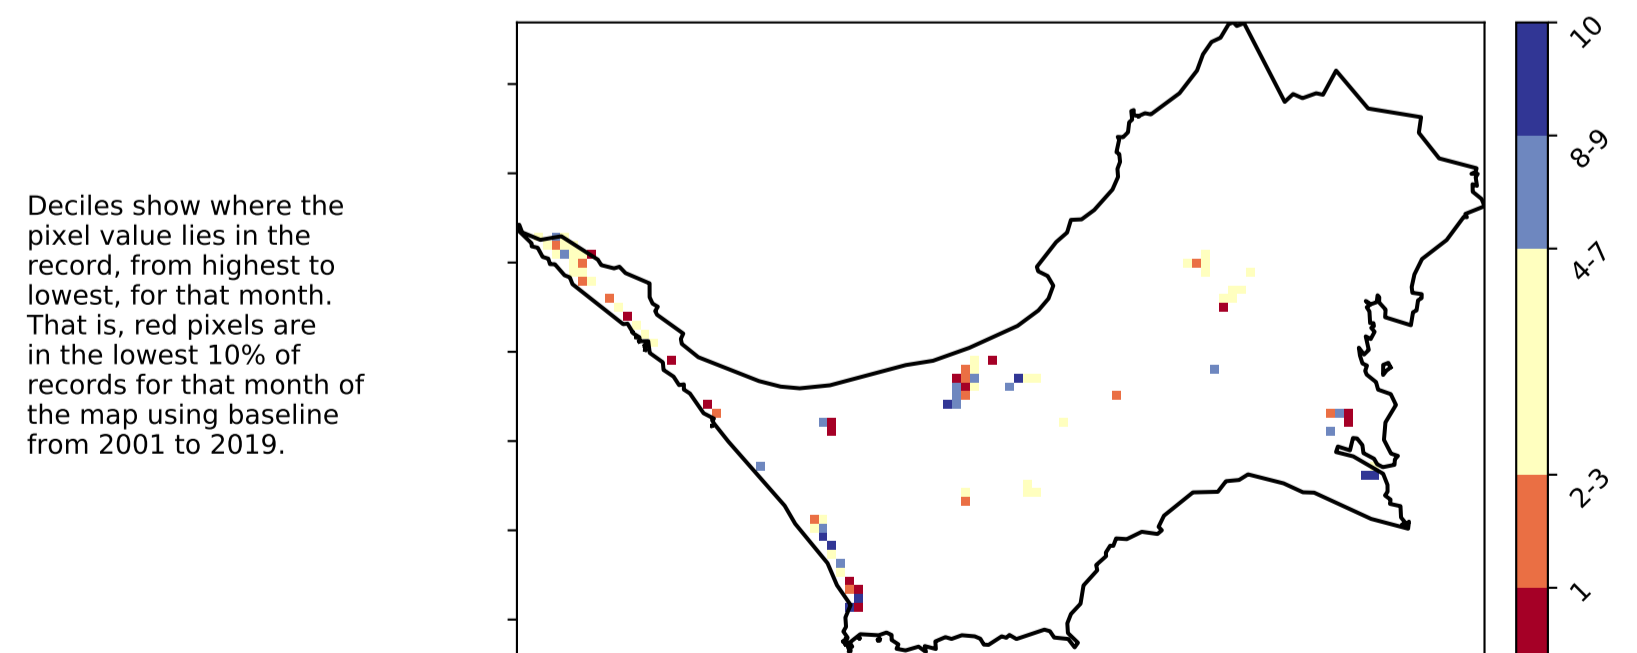 Deciles show where the
pixel value lies in the
record, from highest to
lowest, for that month.
That is, red pixels are
in the lowest 10% of
records for that month of
the map using baseline
from 2001 to 2019.
10
8-9
4-7
2-3
1